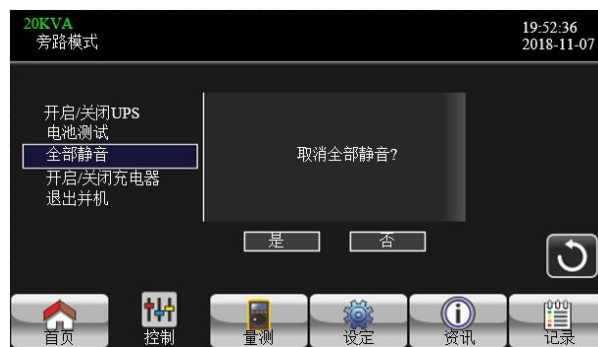 20KVA
旁路模式
19:52:36
2018-11-07
开启/关闭UPS
电池测试
全部静音
开启/关闭充电器
退出并机
取消全部静音?
是
否
首页
控制
量测
设定
资讯
记录